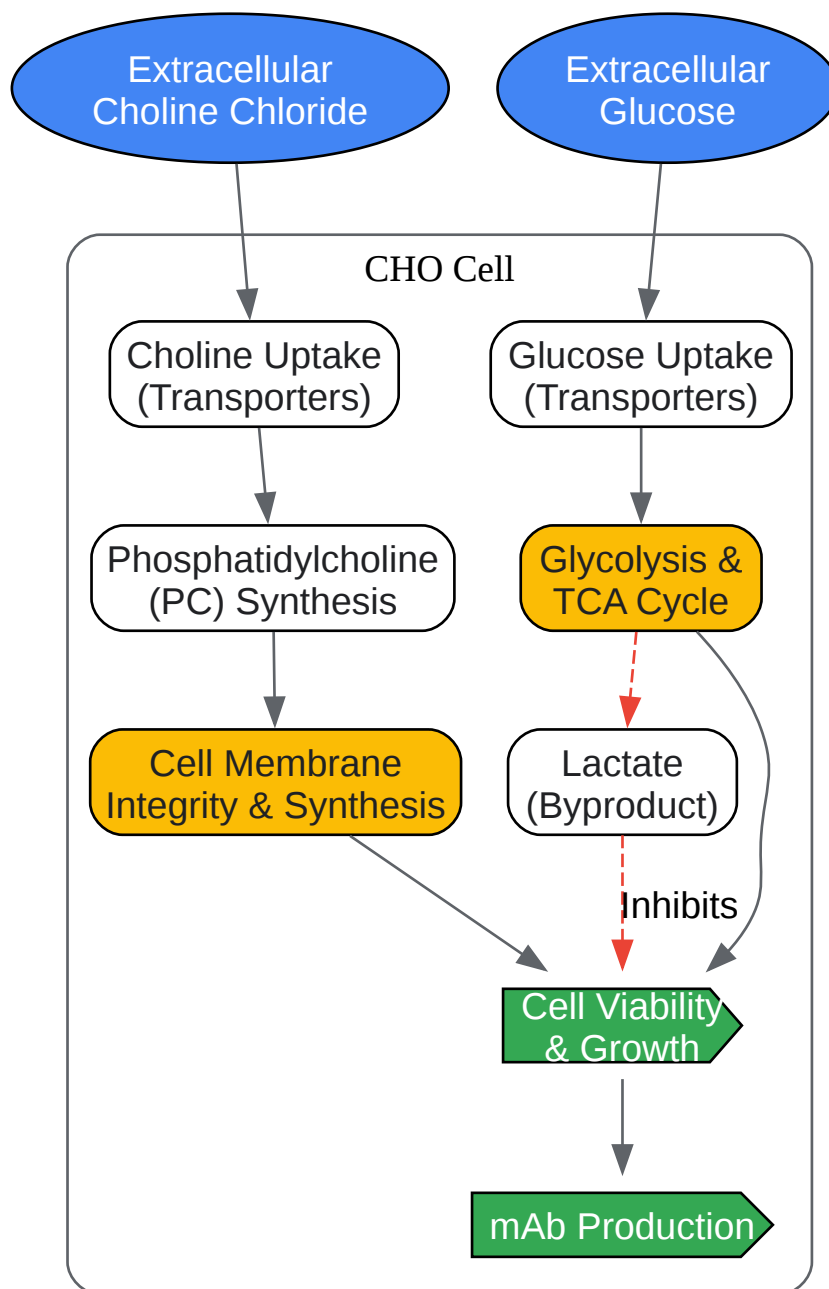 Extracellular
Choline Chloride
Extracellular
Glucose
CHO Cell
Choline Uptake
(Transporters)
Glucose Uptake
(Transporters)
Phosphatidylcholine
(PC) Synthesis
Glycolysis &
TCA Cycle
Cell Membrane
Integrity & Synthesis
Lactate
(Byproduct)
Inhibits
Cell Viability
& Growth
mAb Production